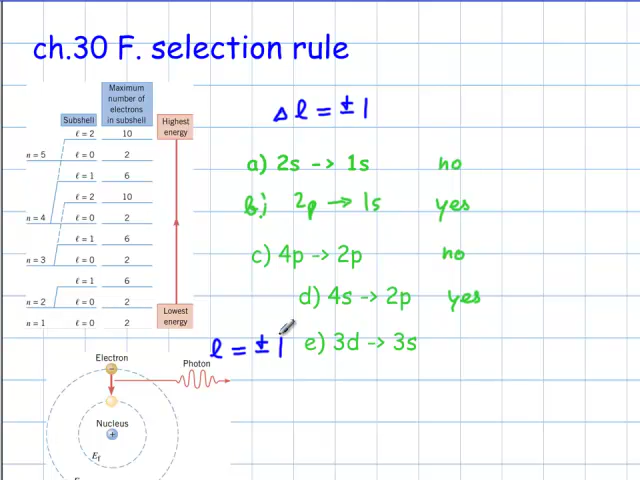 ch.30 F. selection rule
Maximum
number of
electrons
in subshell
Subshell
Highest
energy
ℓ = 2 10
n = 5 ℓ = 0 2
ℓ = 1 6
ℓ = 2 10
n = 4 ℓ = 0 2
ℓ = 1 6
n = 3 ℓ = 0 2
ℓ = 1 6
n = 2 ℓ = 0 2
n = 1 ℓ = 0 2
Lowest
energy
Δ l = ± 1
a) 2s -> 1s no
b) 2p → 1s yes
c) 4p -> 2p no
d) 4s -> 2p yes
l = ± 1
e) 3d -> 3s
Electron
Photon
Nucleus
+
Ef